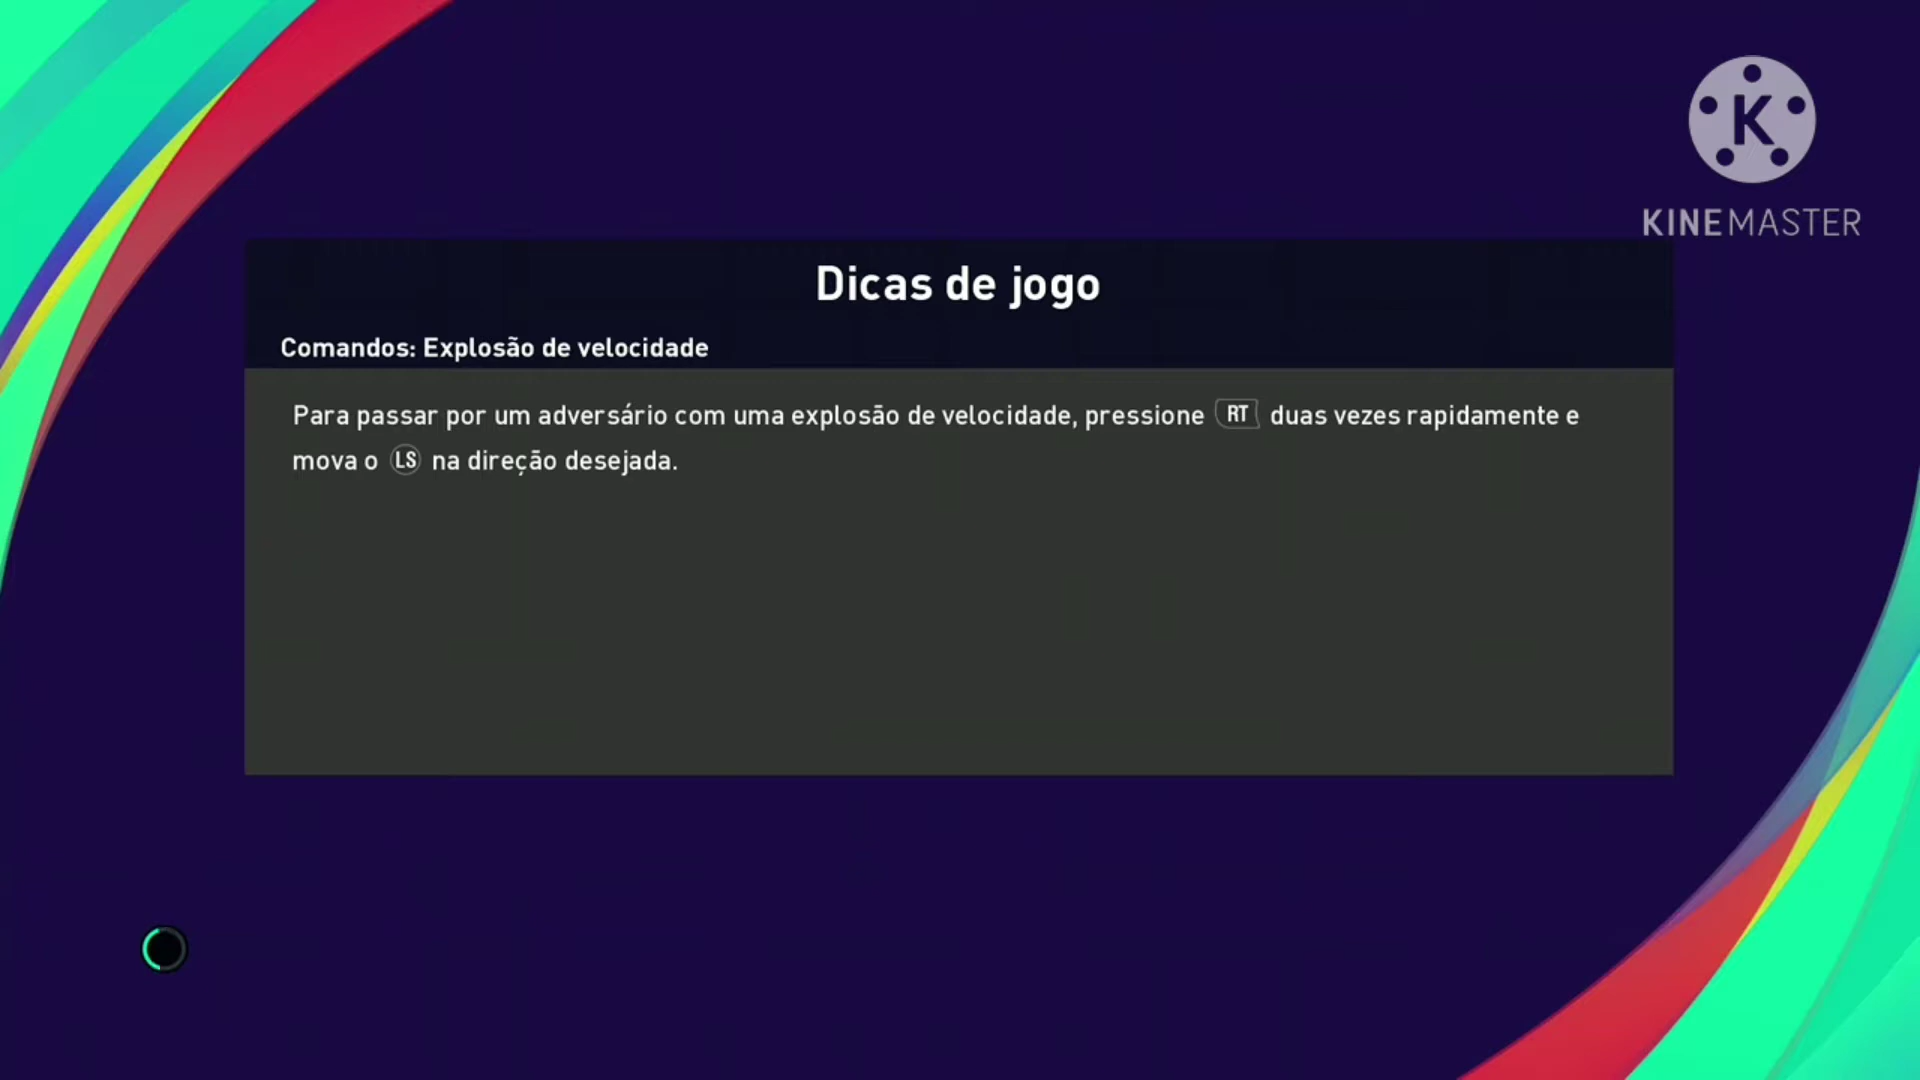 K
KINEMASTER
Dicas de jogo
Comandos: Explosão de velocidade
Para passar por um adversário com uma explosão de velocidade, pressione RT duas vezes rapidamente e
mova o LS na direção desejada.